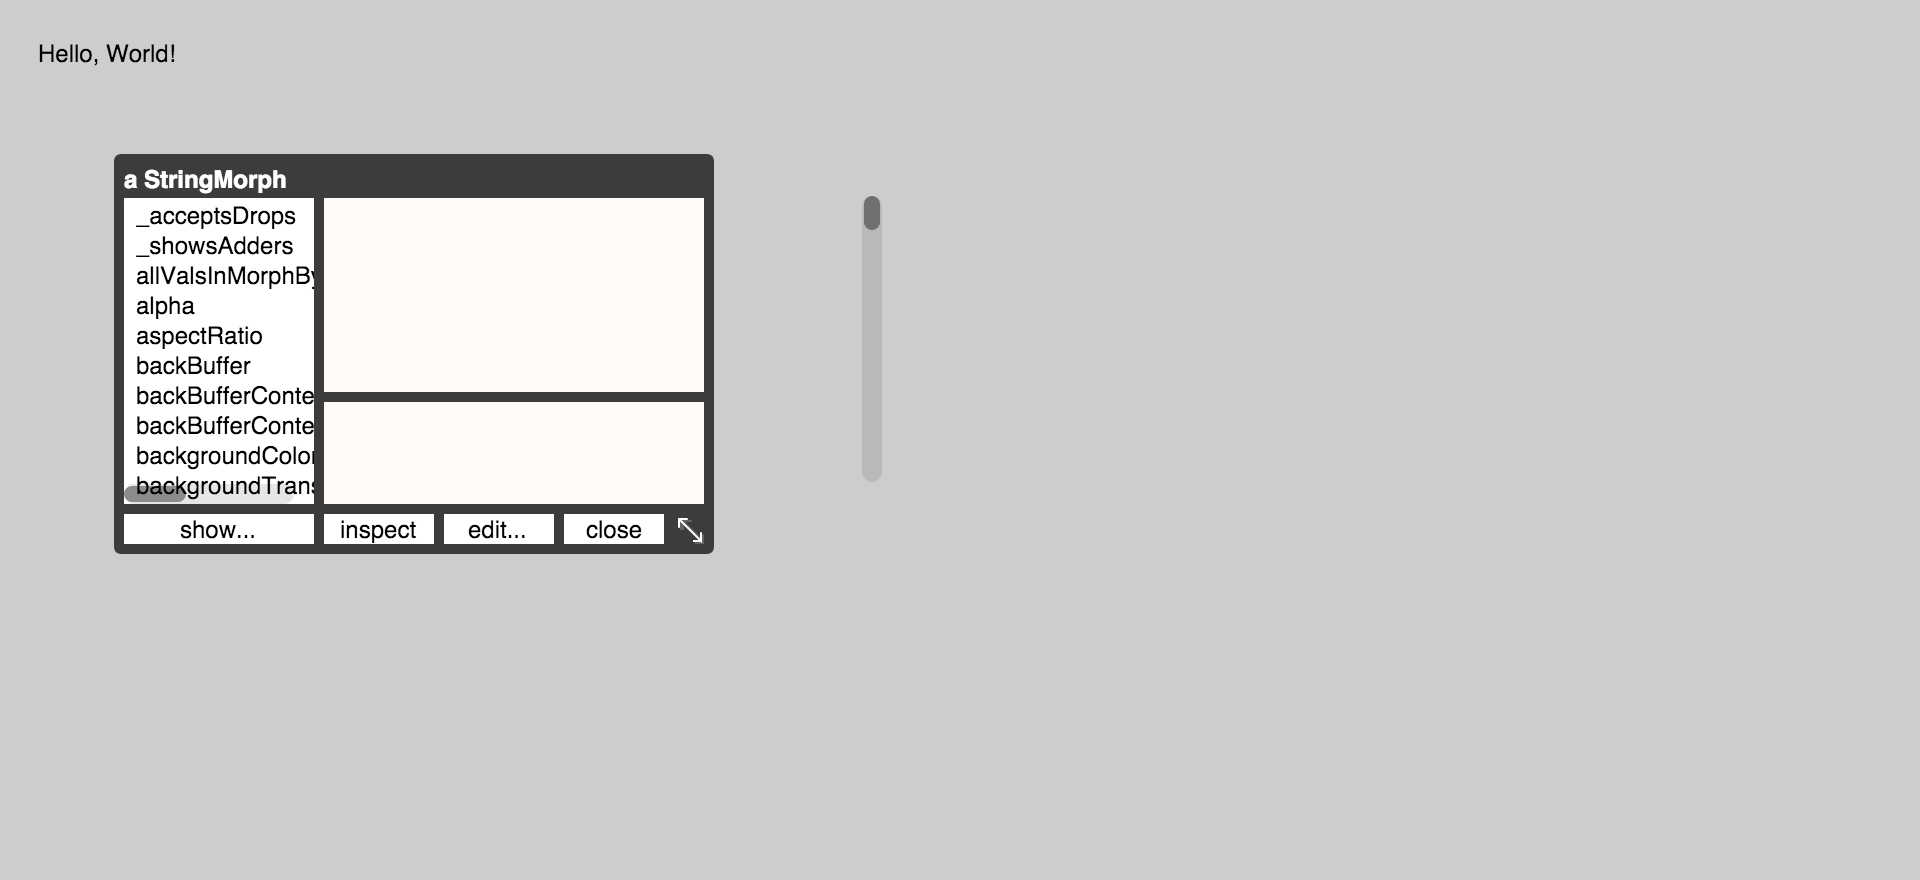 Hello, World!
a StringMorph
_acceptsDrops
_showsAdders
allValsInMorphBy
alpha
aspectRatio
backBuffer
backBufferConte
backBufferConte
backgroundColor
backgroundTrans
show...
inspect
edit...
close